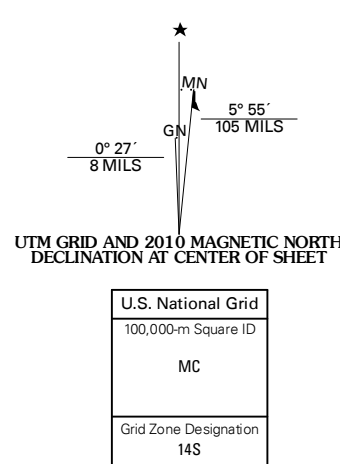 ★
MN
GN
5° 55´
105 MILS
0° 27´
8 MILS
UTM GRID AND 2010 MAGNETIC NORTH
DECLINATION AT CENTER OF SHEET
U.S. National Grid
100,000-m Square ID
MC
Grid Zone Designation
14S